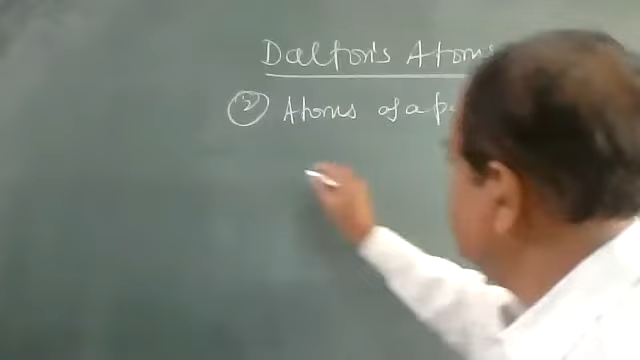 Dalton's Atom
② Atoms of a p